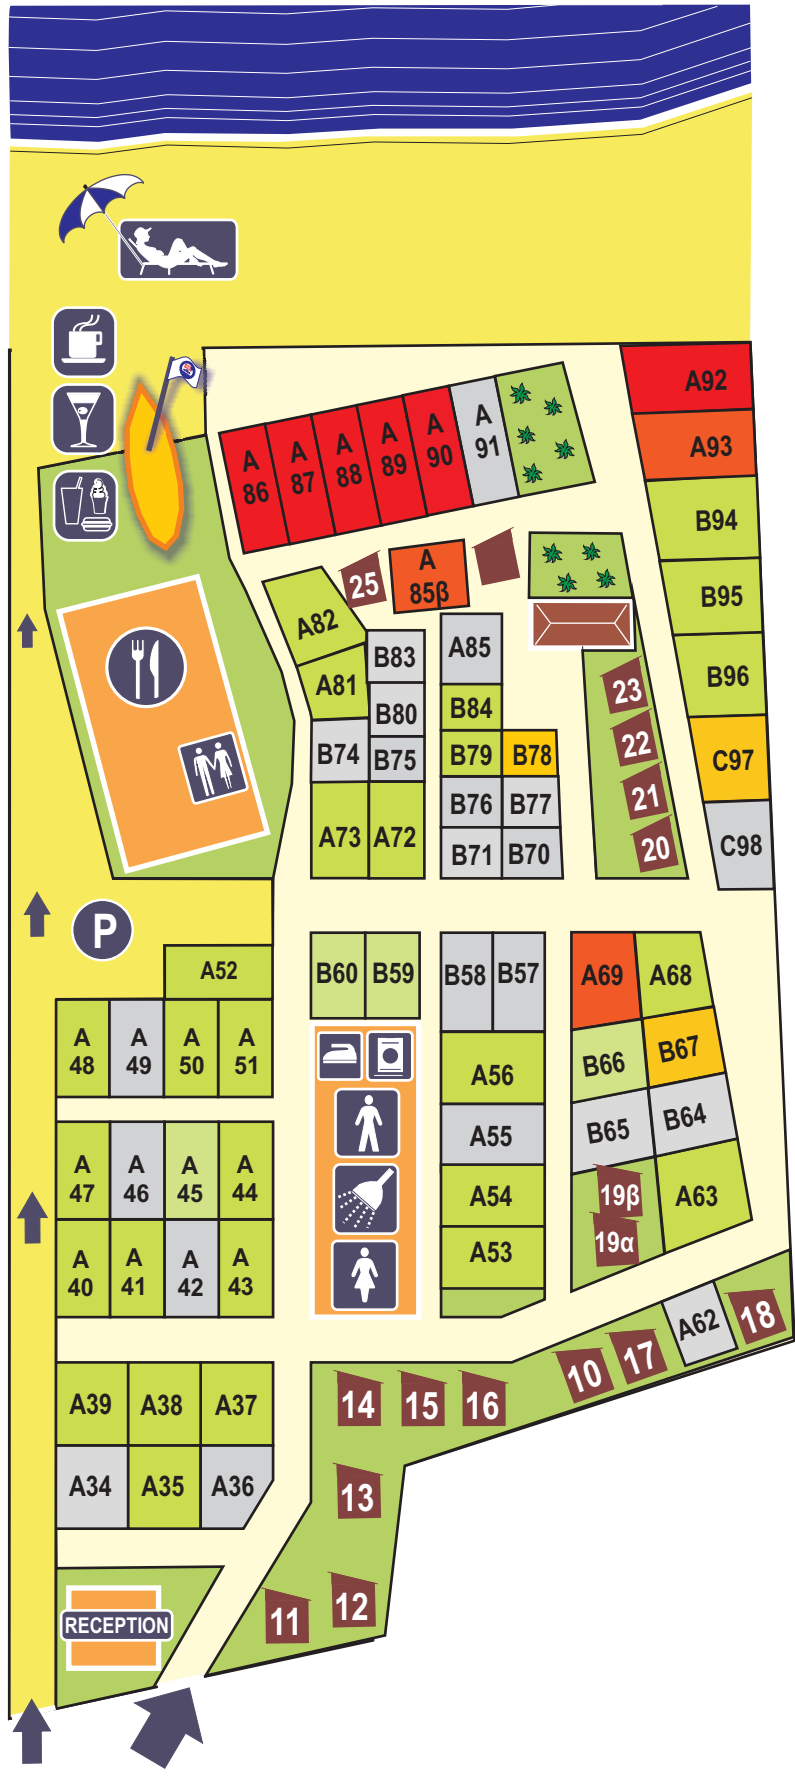 A92
A
86
A
87
A
88
A
89
A
90
A
91
A93
B94
25
A
85β
B95
A82
B83
A85
B96
A81
23
B80
B84
22
B74
B75
B79
B78
C97
21
B76
B77
A73
A72
20
C98
B71
B70
P
A52
B60
B59
B58
B57
A69
A68
A
48
A
49
A
50
A
51
A56
B66
B67
A55
B65
B64
A
47
A
46
A
45
A
44
A54
19β
A63
19α
A53
A
40
A
41
A
42
A
43
A62
18
10
17
A39
A38
A37
14
15
16
A34
A35
A36
13
RECEPTION
11
12